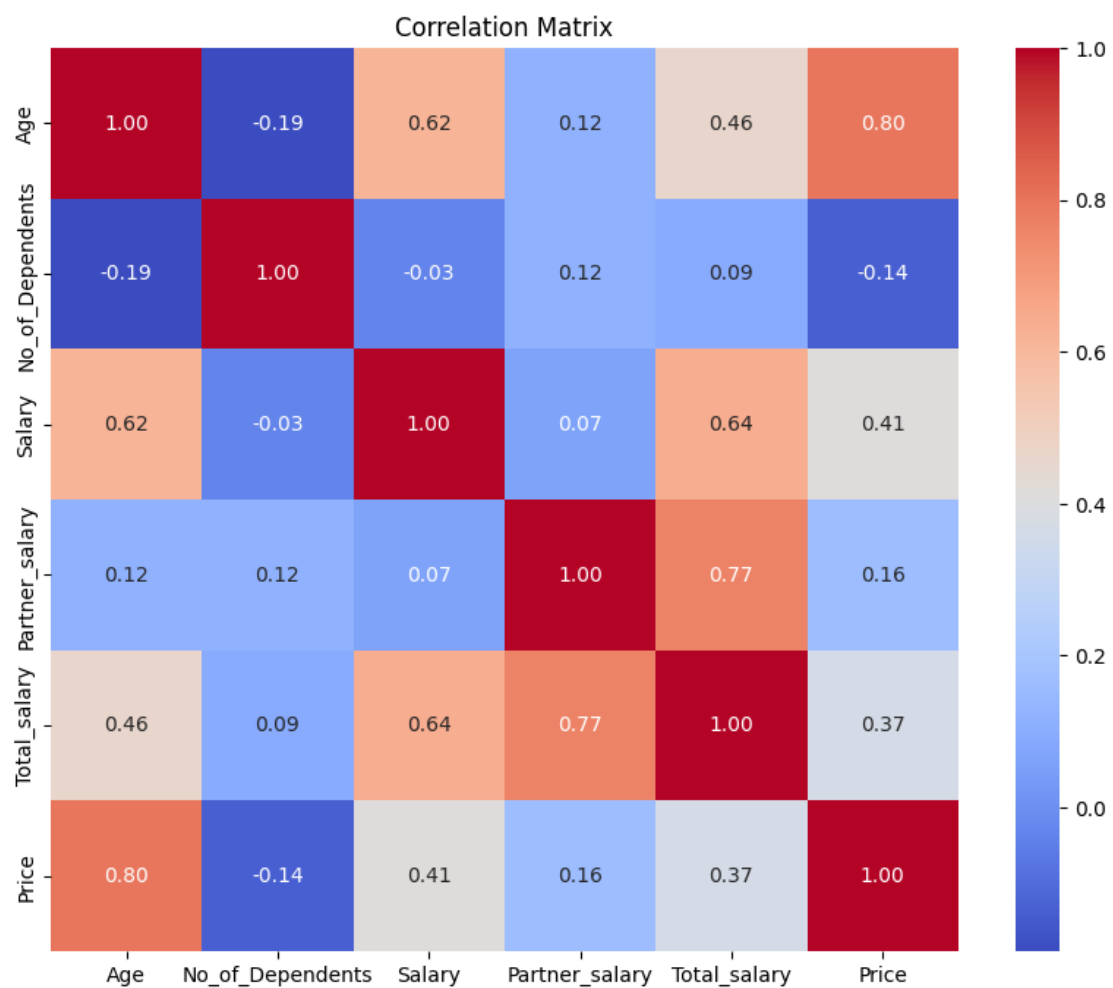 Correlation Matrix
Age 1.00 -0.19 0.62 0.12 0.46 0.80
No_of_Dependents -0.19 1.00 -0.03 0.12 0.09 -0.14
Salary 0.62 -0.03 1.00 0.07 0.64 0.41
Partner_salary 0.12 0.12 0.07 1.00 0.77 0.16
Total_salary 0.46 0.09 0.64 0.77 1.00 0.37
Price 0.80 -0.14 0.41 0.16 0.37 1.00
Age No_of_Dependents Salary Partner_salary Total_salary Price
1.0
0.8
0.6
0.4
0.2
0.0